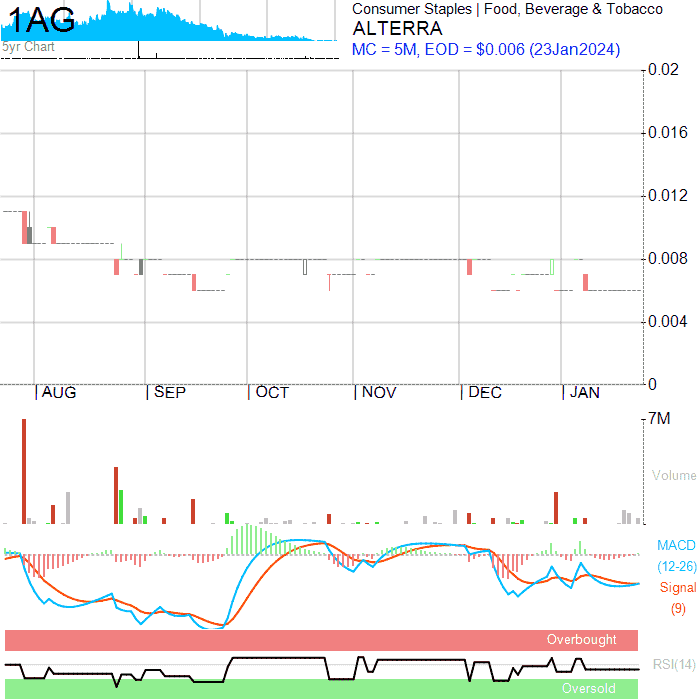 1AG
5yr Chart
Consumer Staples | Food, Beverage & Tobacco
ALTERRA
MC = 5M, EOD = $0.006 (23Jan2024)
0.02
0.016
0.012
0.008
0.004
0
AUG SEP OCT NOV DEC JAN
7M
Volume
MACD
(12-26)
Signal
(9)
Overbought
RSI(14)
Oversold